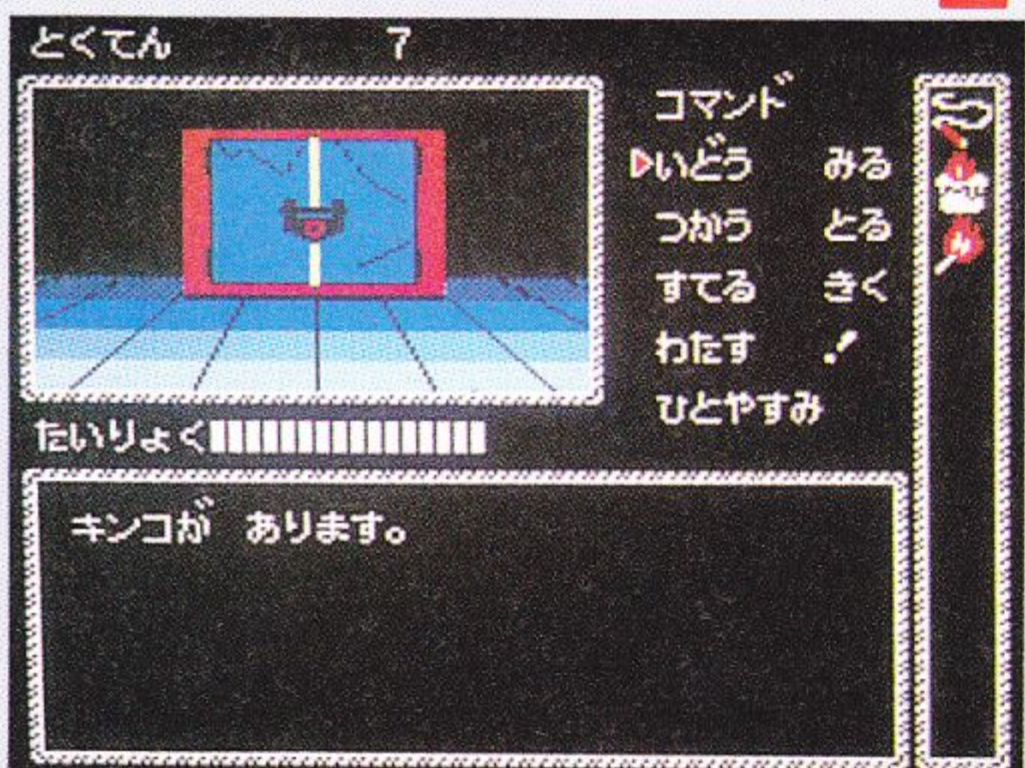 とくてん 7
コマンド
▷いどう みる
つかう とる
すてる きく
わたす .!
ひとやすみ
たいりょく
キンコが あります。